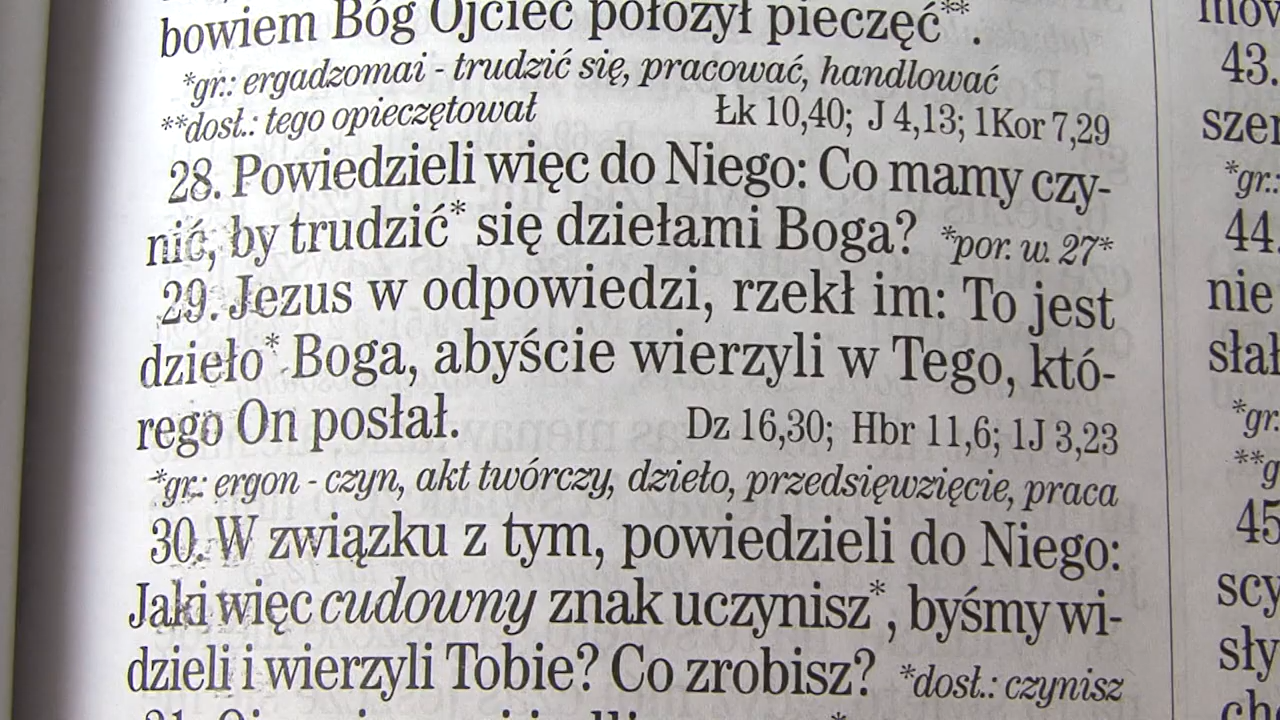 bowiem Bóg Ojciec położył pieczęć**.
*gr.: ergadzomai - trudzić się, pracować, handlować
**dosł.: tego opieczętował Łk 10,40; J 4,13; 1Kor 7,29
28. Powiedzieli więc do Niego: Co mamy czy-
nić, by trudzić* się dziełami Boga? *por. w. 27*
29. Jezus w odpowiedzi, rzekł im: To jest
dzieło* Boga, abyście wierzyli w Tego, któ-
rego On posłał. Dz 16,30; Hbr 11,6; 1J 3,23
*gr.: ergon - czyn, akt twórczy, dzieło, przedsięwzięcie, praca
30. W związku z tym, powiedzieli do Niego:
Jaki więc cudowny znak uczynisz*, byśmy wi-
dzieli i wierzyli Tobie? Co zrobisz? *dosł.: czynisz
43.
szer
*gr.:
44.
nie
słał
*gr.
**g
45
scy
sły